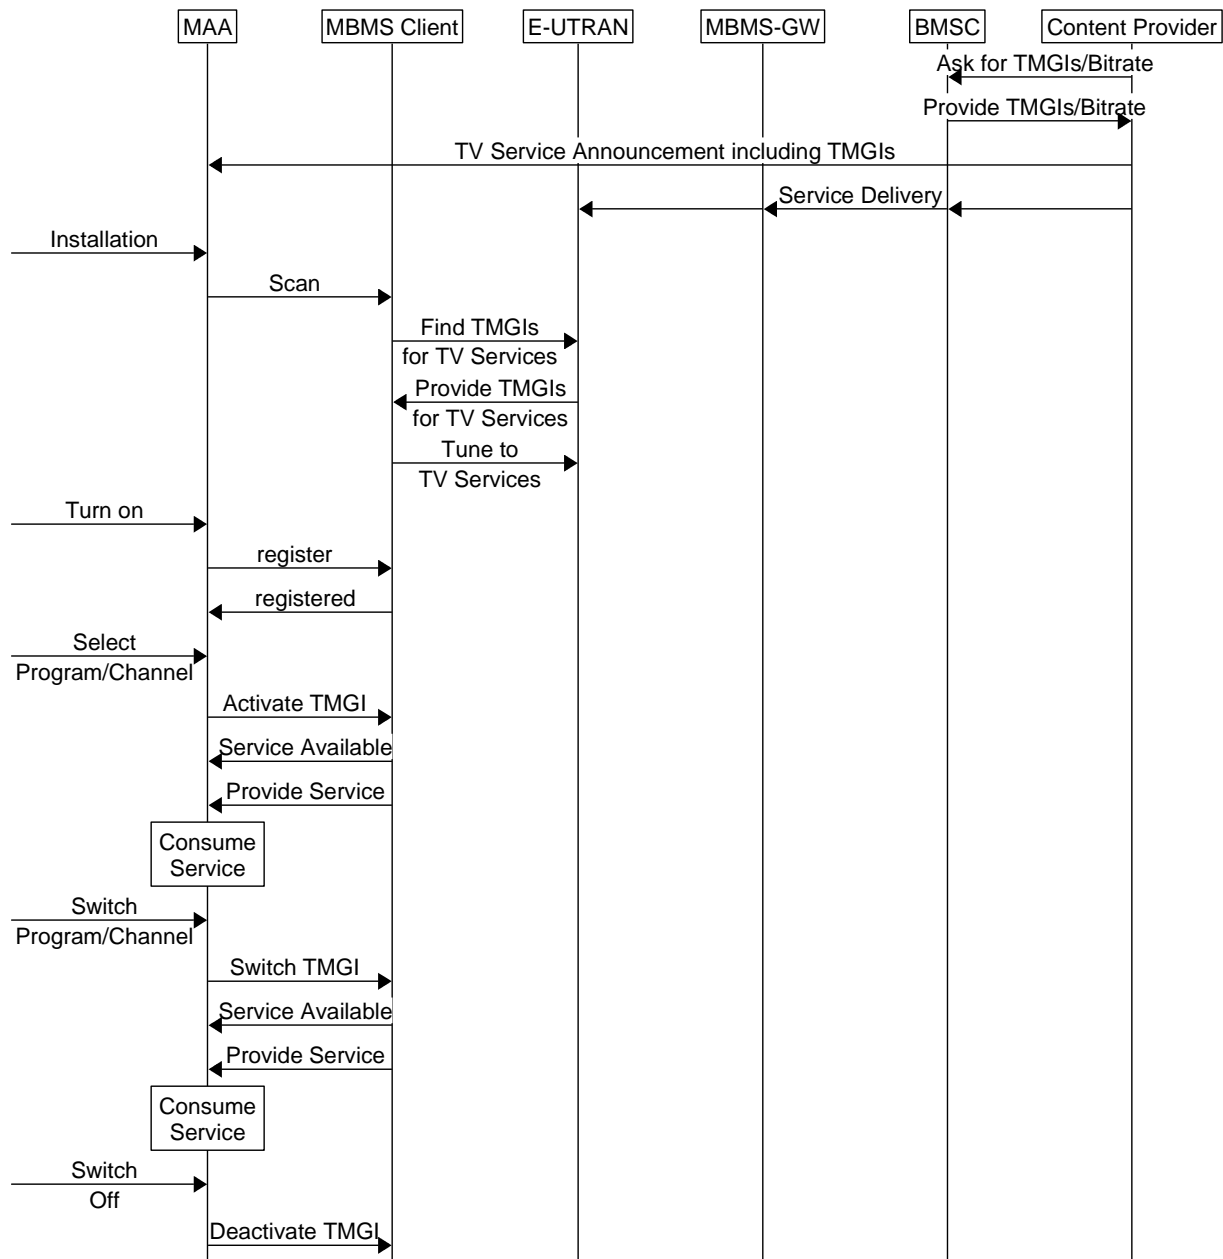 MAA
MBMS Client
E-UTRAN
MBMS-GW
BMSC
Content Provider
Ask for TMGIs/Bitrate
Provide TMGIs/Bitrate
TV Service Announcement including TMGIs
Service Delivery
Installation
Scan
Find TMGIs
for TV Services
Provide TMGIs
for TV Services
Tune to
TV Services
Turn on
register
registered
Select
Program/Channel
Activate TMGI
Service Available
Provide Service
Consume
Service
Switch
Program/Channel
Switch TMGI
Service Available
Provide Service
Consume
Service
Switch
Off
Deactivate TMGI